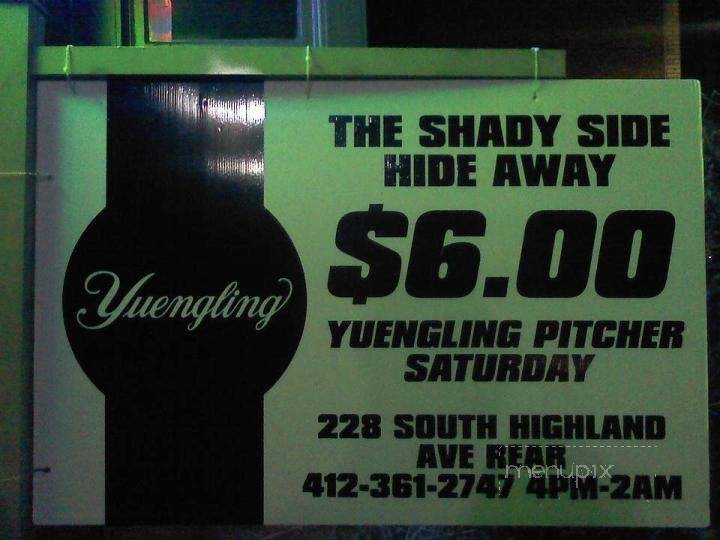 Yuengling
THE SHADY SIDE
HIDE AWAY
$6.00
YUENGLING PITCHER
SATURDAY
228 SOUTH HIGHLAND
AVE REAR
412-361-2747 4PM-2AM
menupix